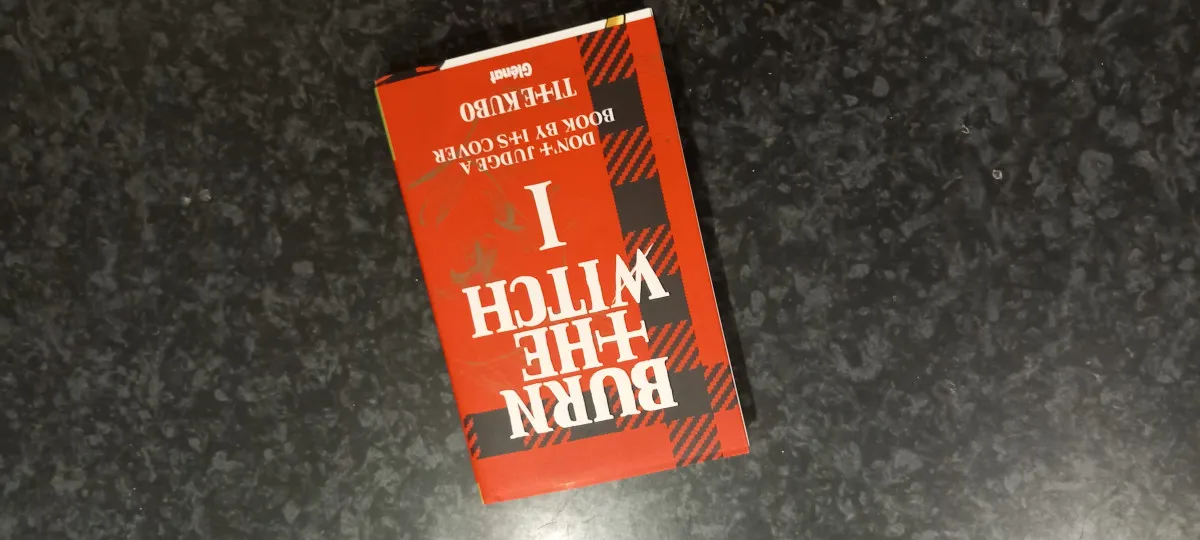 BURN
THE
WITCH
I
DON'T JUDGE A
BOOK BY ITS COVER
TITE KUBO
Glénat